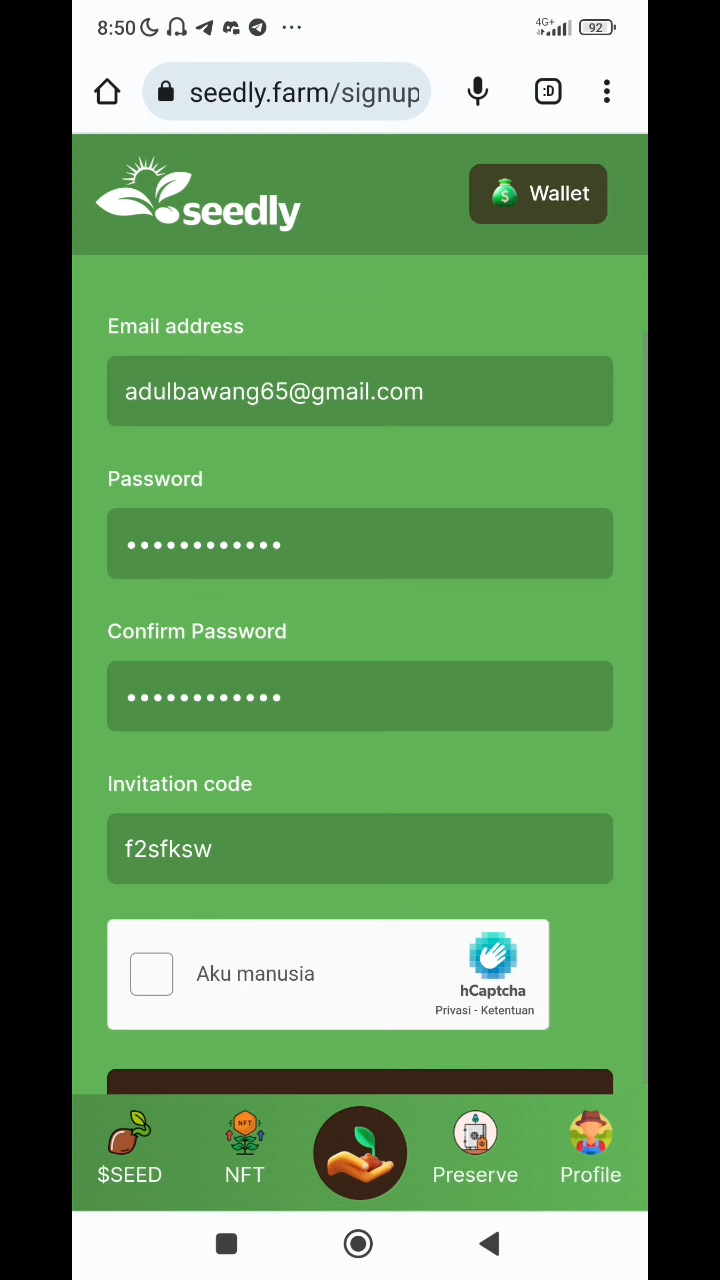 8:50
4G+
92
seedly.farm/signup
:D
seedly
$ Wallet
Email address
adulbawang65@gmail.com
Password
••••••••••••
Confirm Password
••••••••••••
Invitation code
f2sfksw
Aku manusia
hCaptcha
Privasi - Ketentuan
NFT
$SEED
NFT
Preserve
Profile